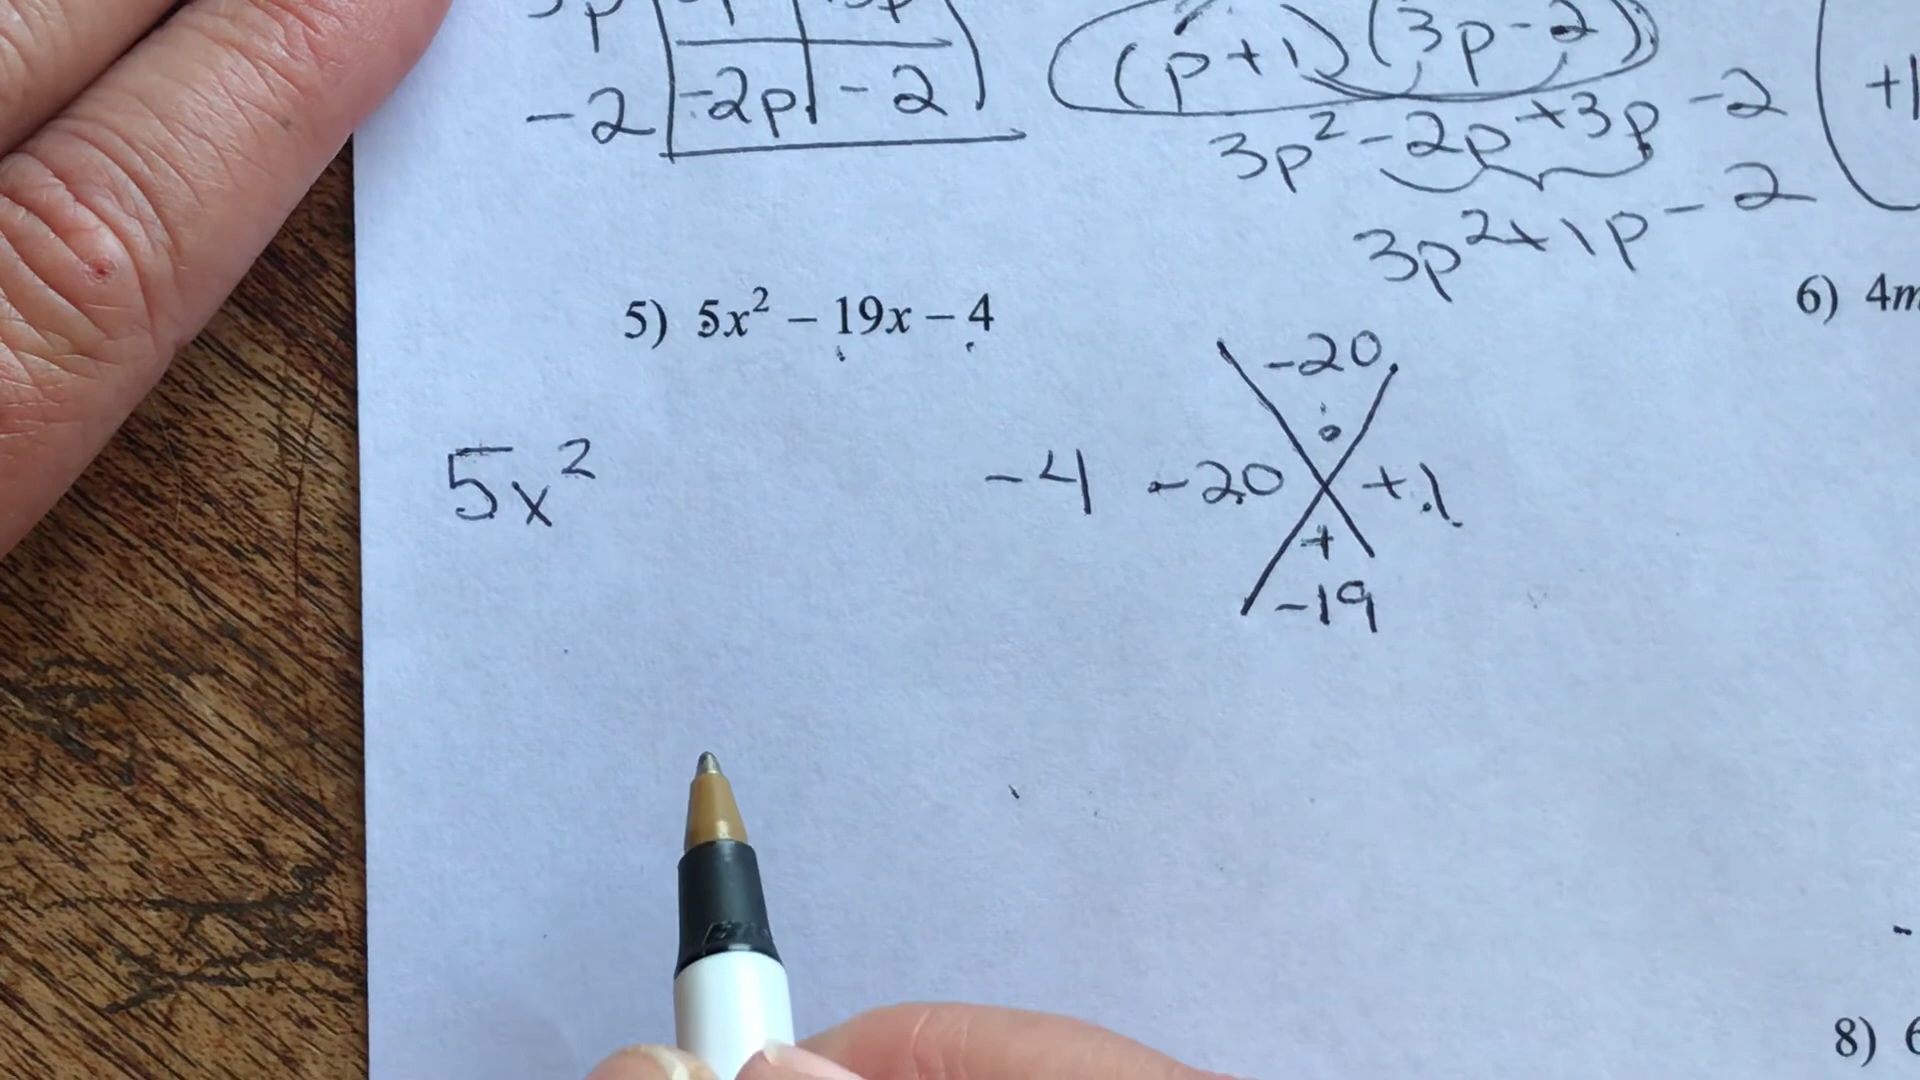 -2 -2p -2
(p+1)(3p-2)
3p² -2p +3p -2
3p²+1p -2
5) 5x² – 19x – 4
6) 4m
-20
5x² -4 -20 +1
+
-19
8)